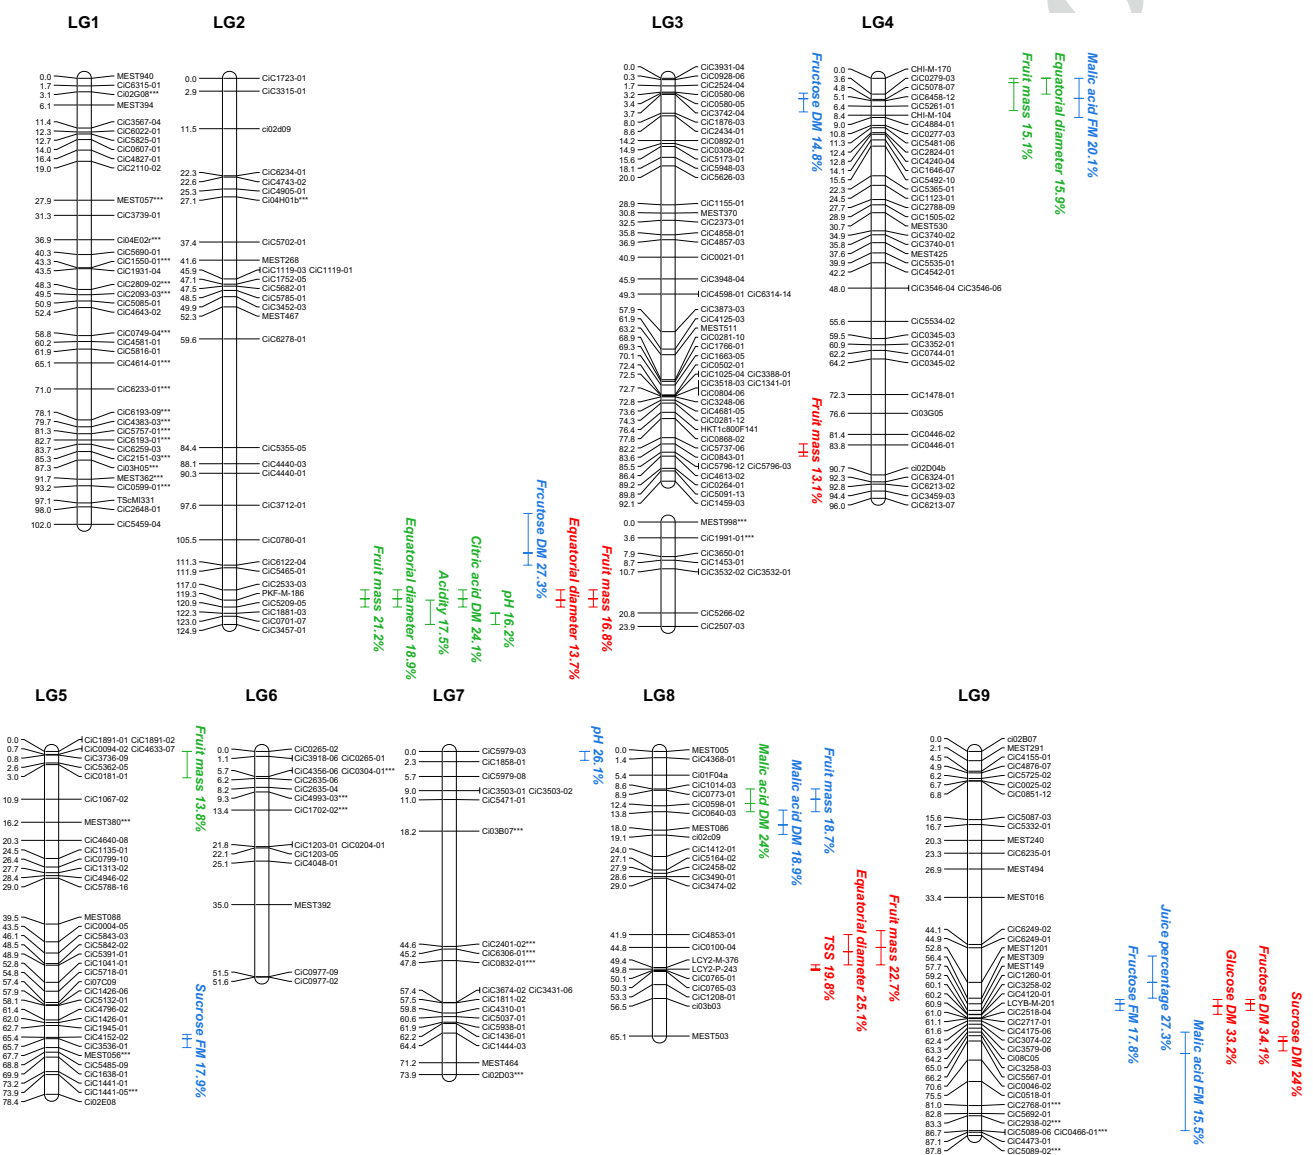 LG1
0.0 MEST940
1.7 CiC6315-01
3.1 Ci02G08***
6.1 MEST394
11.4 CiC3567-04
12.3 CiC6022-01
12.7 CiC5825-01
14.0 CiC0607-01
16.4 CiC4827-01
19.0 CiC2110-02
27.9 MEST057***
31.3 CiC3739-01
36.9 Ci04E02r***
40.3 CiC5690-01
43.3 CiC1550-01***
43.5 CiC1931-04
48.3 CiC2809-02***
49.5 CiC2093-03***
50.9 CiC5085-01
52.4 CiC4643-02
58.8 CiC0749-04***
60.2 CiC4581-01
61.9 CiC5816-01
65.1 CiC4614-01***
71.0 CiC6233-01***
78.1 CiC6193-09***
79.7 CiC4383-03***
81.3 CiC5757-01***
82.7 CiC6193-01***
83.7 CiC6259-03
85.3 CiC2151-03***
87.3 Ci03H05***
91.7 MEST362***
93.2 CiC0599-01***
97.1 TScMI331
98.0 CiC2648-01
102.0 CiC5459-04
LG2
0.0 CiC1723-01
2.9 CiC3315-01
11.5 ci02d09
22.3 CiC6234-01
22.6 CiC4743-02
25.3 CiC4905-01
27.1 Ci04H01b***
37.4 CiC5702-01
41.6 MEST268
45.9 CiC1119-03 CiC1119-01
47.1 CiC1752-05
47.5 CiC5682-01
48.5 CiC5785-01
49.9 CiC3452-03
52.3 MEST467
59.6 CiC6278-01
84.4 CiC5355-05
88.1 CiC4440-03
90.3 CiC4440-01
97.6 CiC3712-01
105.5 CiC0780-01
111.3 CiC6122-04
111.9 CiC5465-01
117.0 CiC2533-03
119.3 PKF-M-186
120.9 CiC5209-05
122.3 CiC1881-03
123.0 CiC0701-07
124.9 CiC3457-01
Fruit mass 21.2%
Equatorial diameter 18.9%
Acidity 17.5%
Citric acid DM 24.1%
pH 16.2%
Frcutose DM 27.3%
Equatorial diameter 13.7%
Fruit mass 16.8%
LG3
0.0 CiC3931-04
0.3 CiC0928-06
1.7 CiC2524-04
3.2 CiC0580-06
3.4 CiC0580-05
3.7 CiC3742-04
8.0 CiC1876-03
8.6 CiC2434-01
14.2 CiC0892-01
14.9 CiC0308-02
15.6 CiC5173-01
18.1 CiC5948-03
20.0 CiC5626-03
28.9 CiC1155-01
30.8 MEST370
32.5 CiC2373-01
35.8 CiC4858-01
36.9 CiC4857-03
40.9 CiC0021-01
45.9 CiC3948-04
49.3 CiC4598-01 CiC6314-14
57.9 CiC3873-03
61.9 CiC4125-03
63.2 MEST511
68.9 CiC0281-10
69.3 CiC1766-01
70.1 CiC1663-05
72.4 CiC0502-01
72.5 CiC1025-04 CiC3388-01
CiC3518-03 CiC1341-01
72.7 CiC0804-06
72.8 CiC3248-06
73.6 CiC4681-05
74.3 CiC0281-12
76.4 HKT1c800F141
77.8 CiC0868-02
82.2 CiC5737-06
83.6 CiC0843-01
85.5 CiC5796-12 CiC5796-03
86.4 CiC4613-02
89.2 CiC0264-01
89.8 CiC5091-13
92.1 CiC1459-03
0.0 MEST998***
3.6 CiC1991-01***
7.9 CiC3650-01
8.7 CiC1453-01
10.7 CiC3532-02 CiC3532-01
20.8 CiC5266-02
23.9 CiC2507-03
Fructose DM 14.8%
Fruit mass 13.1%
LG4
0.0 CHI-M-170
3.6 CiC0279-03
4.8 CiC5078-07
5.1 CiC6458-12
6.4 CiC5261-01
8.4 CHI-M-104
9.0 CiC4884-01
10.8 CiC0277-03
11.3 CiC5481-06
12.4 CiC2824-01
12.8 CiC4240-04
14.1 CiC1646-07
15.5 CiC5492-10
22.3 CiC5365-01
24.5 CiC1123-01
27.7 CiC2788-09
28.9 CiC1505-02
30.7 MEST530
34.9 CiC3740-02
35.8 CiC3740-01
37.6 MEST425
39.9 CiC5535-01
42.2 CiC4542-01
48.0 CiC3546-04 CiC3546-06
55.6 CiC5534-02
59.5 CiC0345-03
60.9 CiC3352-01
62.2 CiC0744-01
64.2 CiC0345-02
72.3 CiC1478-01
76.6 Ci03G05
81.4 CiC0446-02
83.8 CiC0446-01
90.7 ci02D04b
92.3 CiC6324-01
92.8 CiC6213-02
94.4 CiC3459-03
96.0 CiC6213-07
Fruit mass 15.1%
Equatorial diameter 15.9%
Malic acid FM 20.1%
LG5
0.0 CiC1891-01 CiC1891-02
0.7 CiC0094-02 CiC4633-07
0.8 CiC3736-09
2.6 CiC5362-05
3.0 CiC0181-01
10.9 CiC1067-02
16.2 MEST380***
20.3 CiC4640-08
24.5 CiC1135-01
26.4 CiC0799-10
27.7 CiC1313-02
28.4 CiC4946-02
29.0 CiC5788-16
39.5 MEST088
43.5 CiC0004-05
46.1 CiC5843-03
48.5 CiC5842-02
48.9 CiC5391-01
52.8 CiC1041-01
54.8 CiC5718-01
57.4 Ci07C09
57.9 CiC1426-06
58.1 CiC5132-01
61.4 CiC4796-02
62.0 CiC1426-01
62.7 CiC1945-01
65.4 CiC4152-02
65.7 CiC3536-01
67.7 MEST056***
68.8 CiC5485-09
69.9 CiC1638-01
73.2 CiC1441-01
73.9 CiC1441-05***
78.4 Ci02E08
Fruit mass 13.8%
Sucrose FM 17.9%
LG6
0.0 CiC0265-02
1.1 CiC3918-06 CiC0265-01
5.7 CiC4356-06 CiC0304-01***
6.2 CiC2635-06
8.2 CiC2635-04
9.3 CiC4993-03***
13.4 CiC1702-02***
21.8 CiC1203-01 CiC0204-01
22.1 CiC1203-05
25.1 CiC4048-01
35.0 MEST392
51.5 CiC0977-09
51.6 CiC0977-02
LG7
0.0 CiC5979-03
2.3 CiC1858-01
5.7 CiC5979-08
9.0 CiC3503-01 CiC3503-02
11.0 CiC5471-01
18.2 Ci03B07***
44.6 CiC2401-02***
45.2 CiC6306-01***
47.8 CiC0832-01***
57.4 CiC3674-02 CiC3431-06
57.5 CiC1811-02
59.8 CiC4310-01
60.6 CiC5037-01
61.9 CiC5938-01
62.2 CiC1436-01
64.4 CiC1444-03
71.2 MEST464
73.9 Ci02D03***
pH 26.1%
LG8
0.0 MEST005
1.4 CiC4368-01
5.4 Ci01F04a
8.6 CiC1014-03
8.9 CiC0773-01
12.4 CiC0598-01
13.8 CiC0640-03
18.0 MEST086
19.1 ci02c09
24.0 CiC1412-01
27.1 CiC5164-02
27.9 CiC2458-02
28.6 CiC3490-01
29.0 CiC3474-02
41.9 CiC4853-01
44.8 CiC0100-04
49.4 LCY2-M-376
49.8 LCY2-P-243
50.1 CiC0765-01
50.3 CiC0765-03
53.3 CiC1208-01
56.5 ci03b03
65.1 MEST503
Malic acid DM 24%
Malic acid DM 18.9%
Fruit mass 18.7%
TSS 19.8%
Equatorial diameter 25.1%
Fruit mass 22.7%
LG9
0.0 ci02B07
2.1 MEST291
4.5 CiC4155-01
4.9 CiC4876-07
6.2 CiC5725-02
6.7 CiC0025-02
6.8 CiC0851-12
15.6 CiC5087-03
16.7 CiC5332-01
20.3 MEST240
23.3 CiC6235-01
26.9 MEST494
33.4 MEST016
44.1 CiC6249-02
44.9 CiC6249-01
52.8 MEST1201
56.4 MEST309
57.7 MEST149
59.2 CiC1260-01
60.1 CiC3258-02
60.2 CiC4120-01
60.9 LCYB-M-201
61.0 CiC2518-04
61.1 CiC2717-01
61.6 CiC4175-06
62.4 CiC3074-02
63.3 CiC3579-06
64.2 Ci08C05
65.0 CiC3258-03
66.2 CiC5567-01
70.6 CiC0046-02
75.5 CiC0518-01
81.0 CiC2768-01***
82.8 CiC5692-01
83.3 CiC2938-02***
86.7 CiC5089-06 CiC0466-01***
87.1 CiC4473-01
87.8 CiC5089-02***
Fructose FM 17.8%
Juice percentage 27.3%
Malic acid FM 15.5%
Glucose DM 33.2%
Fructose DM 34.1%
Sucrose DM 24%